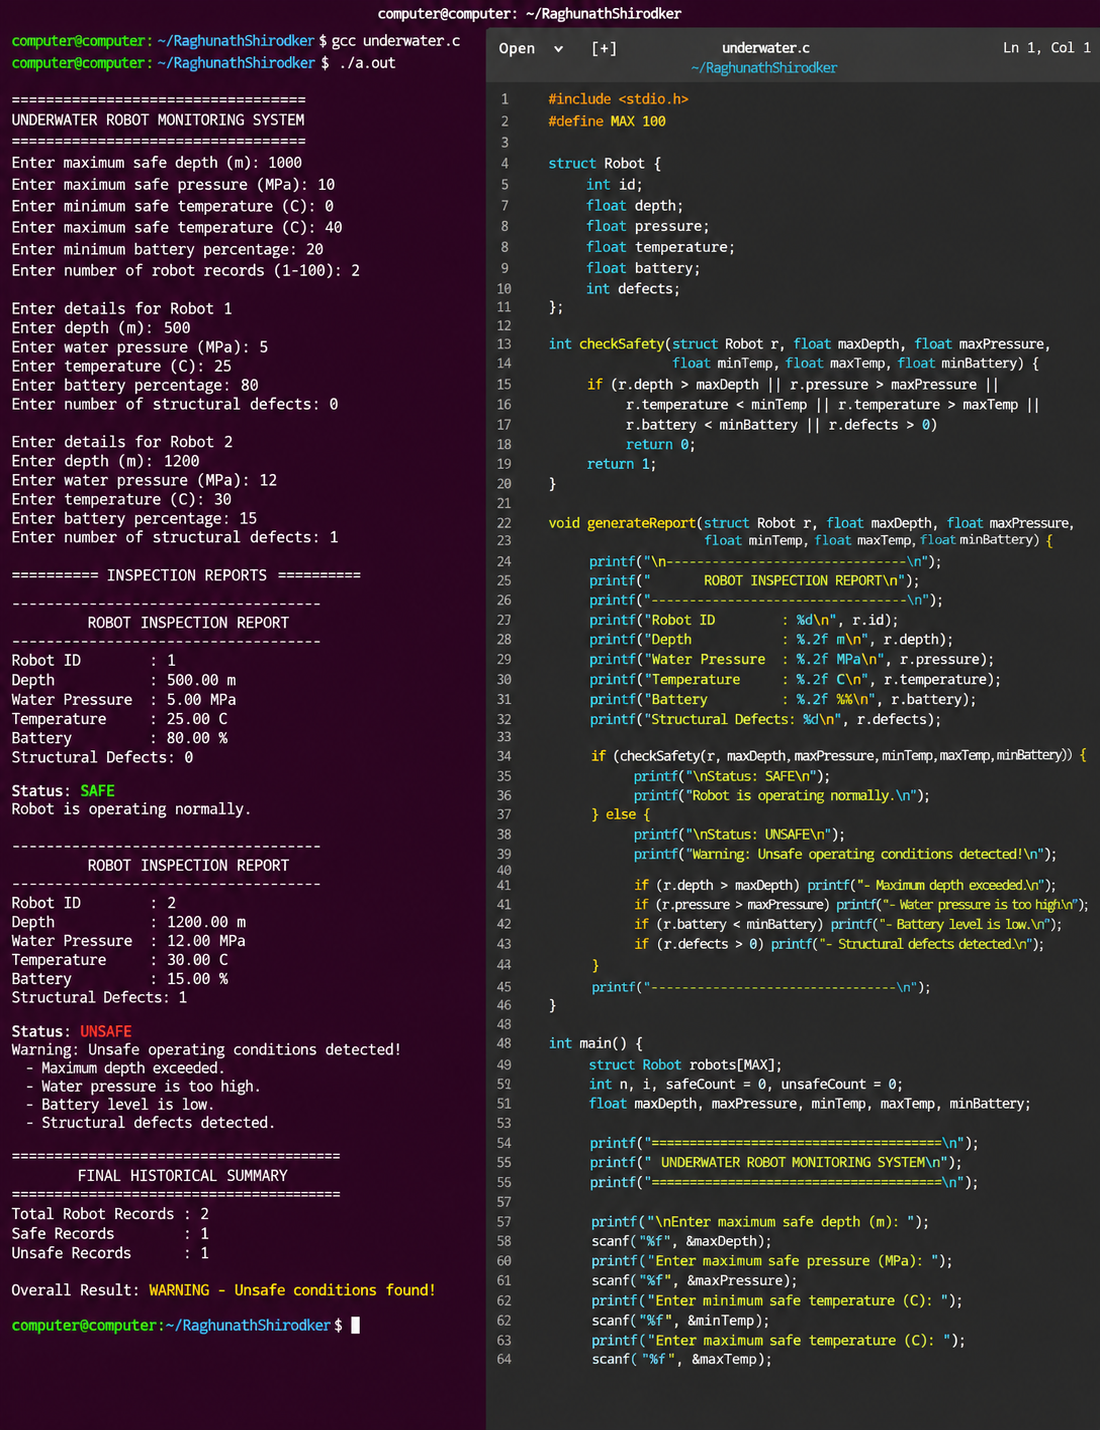 computer@computer: ~/RaghunathShirodker
computer@computer:~/RaghunathShirodker $ gcc underwater.c
computer@computer:~/RaghunathShirodker $ ./a.out
==================================
UNDERWATER ROBOT MONITORING SYSTEM
==================================
Enter maximum safe depth (m): 1000
Enter maximum safe pressure (MPa): 10
Enter minimum safe temperature (C): 0
Enter maximum safe temperature (C): 40
Enter minimum battery percentage: 20
Enter number of robot records (1-100): 2
Enter details for Robot 1
Enter depth (m): 500
Enter water pressure (MPa): 5
Enter temperature (C): 25
Enter battery percentage: 80
Enter number of structural defects: 0
Enter details for Robot 2
Enter depth (m): 1200
Enter water pressure (MPa): 12
Enter temperature (C): 30
Enter battery percentage: 15
Enter number of structural defects: 1
========== INSPECTION REPORTS ==========
------------------------------------
ROBOT INSPECTION REPORT
------------------------------------
Robot ID : 1
Depth : 500.00 m
Water Pressure : 5.00 MPa
Temperature : 25.00 C
Battery : 80.00 %
Structural Defects: 0
Status: SAFE
Robot is operating normally.
------------------------------------
ROBOT INSPECTION REPORT
------------------------------------
Robot ID : 2
Depth : 1200.00 m
Water Pressure : 12.00 MPa
Temperature : 30.00 C
Battery : 15.00 %
Structural Defects: 1
Status: UNSAFE
Warning: Unsafe operating conditions detected!
- Maximum depth exceeded.
- Water pressure is too high.
- Battery level is low.
- Structural defects detected.
======================================
FINAL HISTORICAL SUMMARY
======================================
Total Robot Records : 2
Safe Records : 1
Unsafe Records : 1
Overall Result: WARNING - Unsafe conditions found!
computer@computer:~/RaghunathShirodker $
Open [+] underwater.c Ln 1, Col 1
~/RaghunathShirodker
1 #include <stdio.h>
2 #define MAX 100
3
4 struct Robot {
5 int id;
7 float depth;
8 float pressure;
8 float temperature;
9 float battery;
10 int defects;
11 };
12
13 int checkSafety(struct Robot r, float maxDepth, float maxPressure,
14 float minTemp, float maxTemp, float minBattery) {
15 if (r.depth > maxDepth || r.pressure > maxPressure ||
16 r.temperature < minTemp || r.temperature > maxTemp ||
17 r.battery < minBattery || r.defects > 0)
18 return 0;
19 return 1;
20 }
21
22 void generateReport(struct Robot r, float maxDepth, float maxPressure,
23 float minTemp, float maxTemp, float minBattery) {
24 printf("\n--------------------------------\n");
25 printf(" ROBOT INSPECTION REPORT\n");
26 printf("----------------------------------\n");
27 printf("Robot ID : %d\n", r.id);
28 printf("Depth : %.2f m\n", r.depth);
29 printf("Water Pressure : %.2f MPa\n", r.pressure);
30 printf("Temperature : %.2f C\n", r.temperature);
31 printf("Battery : %.2f %%\n", r.battery);
32 printf("Structural Defects: %d\n", r.defects);
33
34 if (checkSafety(r, maxDepth, maxPressure, minTemp, maxTemp, minBattery)) {
35 printf("\nStatus: SAFE\n");
36 printf("Robot is operating normally.\n");
37 } else {
38 printf("\nStatus: UNSAFE\n");
39 printf("Warning: Unsafe operating conditions detected!\n");
40
41 if (r.depth > maxDepth) printf("- Maximum depth exceeded.\n");
41 if (r.pressure > maxPressure) printf("- Water pressure is too high.\n");
42 if (r.battery < minBattery) printf("- Battery level is low.\n");
43 if (r.defects > 0) printf("- Structural defects detected.\n");
44 }
45 printf("---------------------------------\n");
46 }
48
48 int main() {
49 struct Robot robots[MAX];
51 int n, i, safeCount = 0, unsafeCount = 0;
51 float maxDepth, maxPressure, minTemp, maxTemp, minBattery;
53
54 printf("=======================================\n");
55 printf(" UNDERWATER ROBOT MONITORING SYSTEM\n");
55 printf("=======================================\n");
57
57 printf("\nEnter maximum safe depth (m): ");
58 scanf("%f", &maxDepth);
60 printf("Enter maximum safe pressure (MPa): ");
61 scanf("%f", &maxPressure);
62 printf("Enter minimum safe temperature (C): ");
62 scanf("%f", &minTemp);
63 printf("Enter maximum safe temperature (C): ");
64 scanf( "%f", &maxTemp);